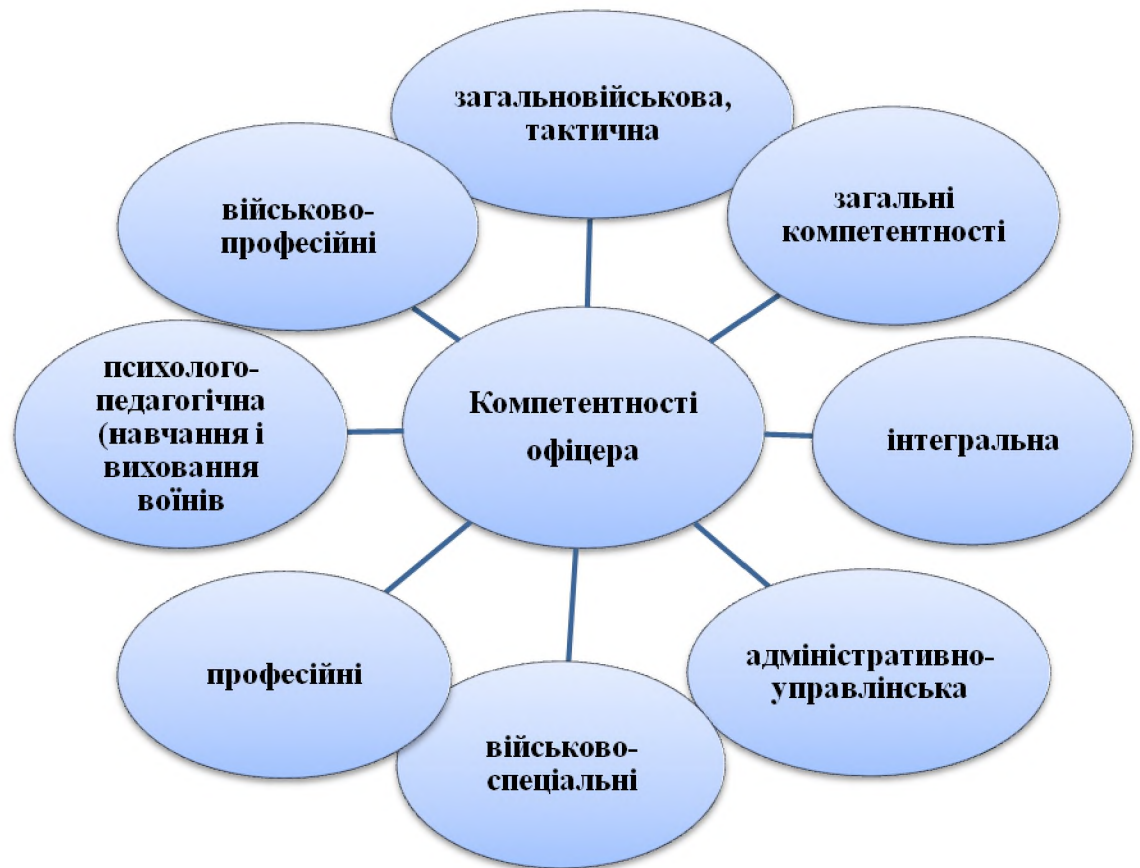 загальновійськова,
тактична
загальні
компетентності
військово-
професійні
психолого-
педагогічна
(навчання і
виховання
воїнів
Компетентності
офіцера
інтегральна
професійні
адміністративно-
управлінська
військово-
спеціальні